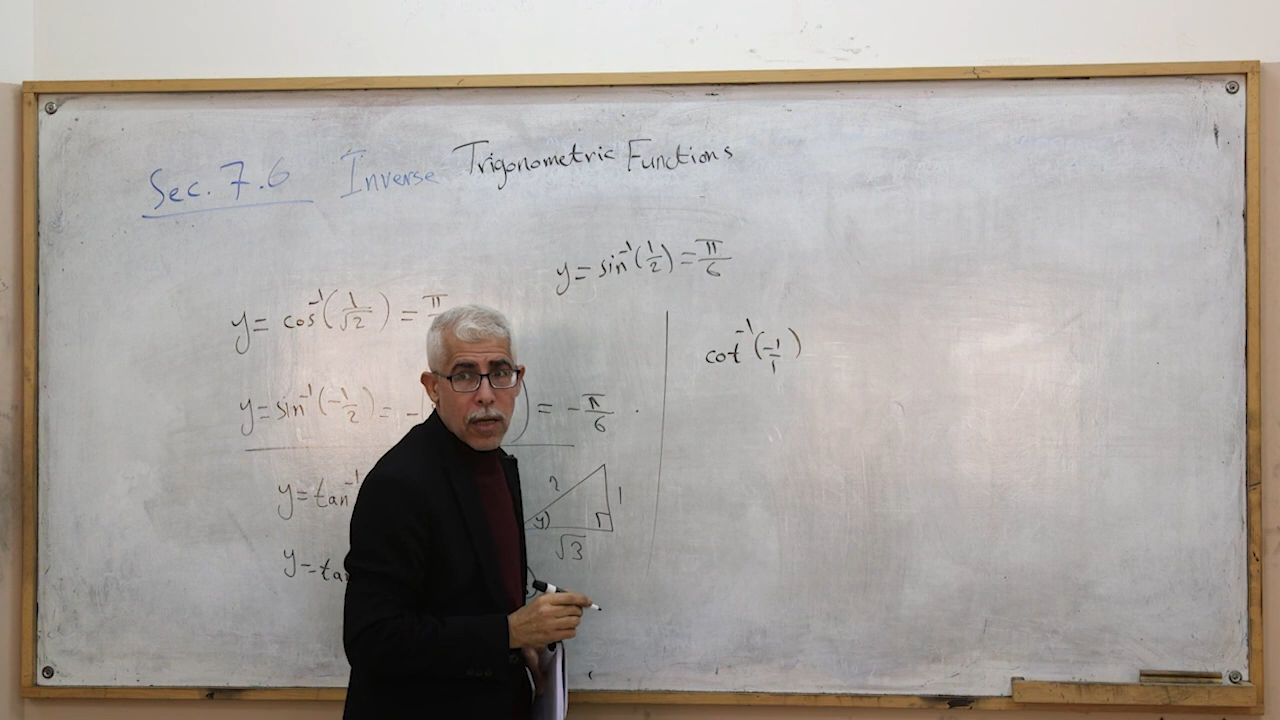 Sec. 7.6 Inverse Trigonometric Functions
y = sin⁻¹(1/2) = π/6
y = cos⁻¹(1/√2) = π
y = sin⁻¹(-1/2) = - ) = -π/6 .
y = tan⁻¹
2
1
y
√3
y = tan
cot⁻¹(-1/1)